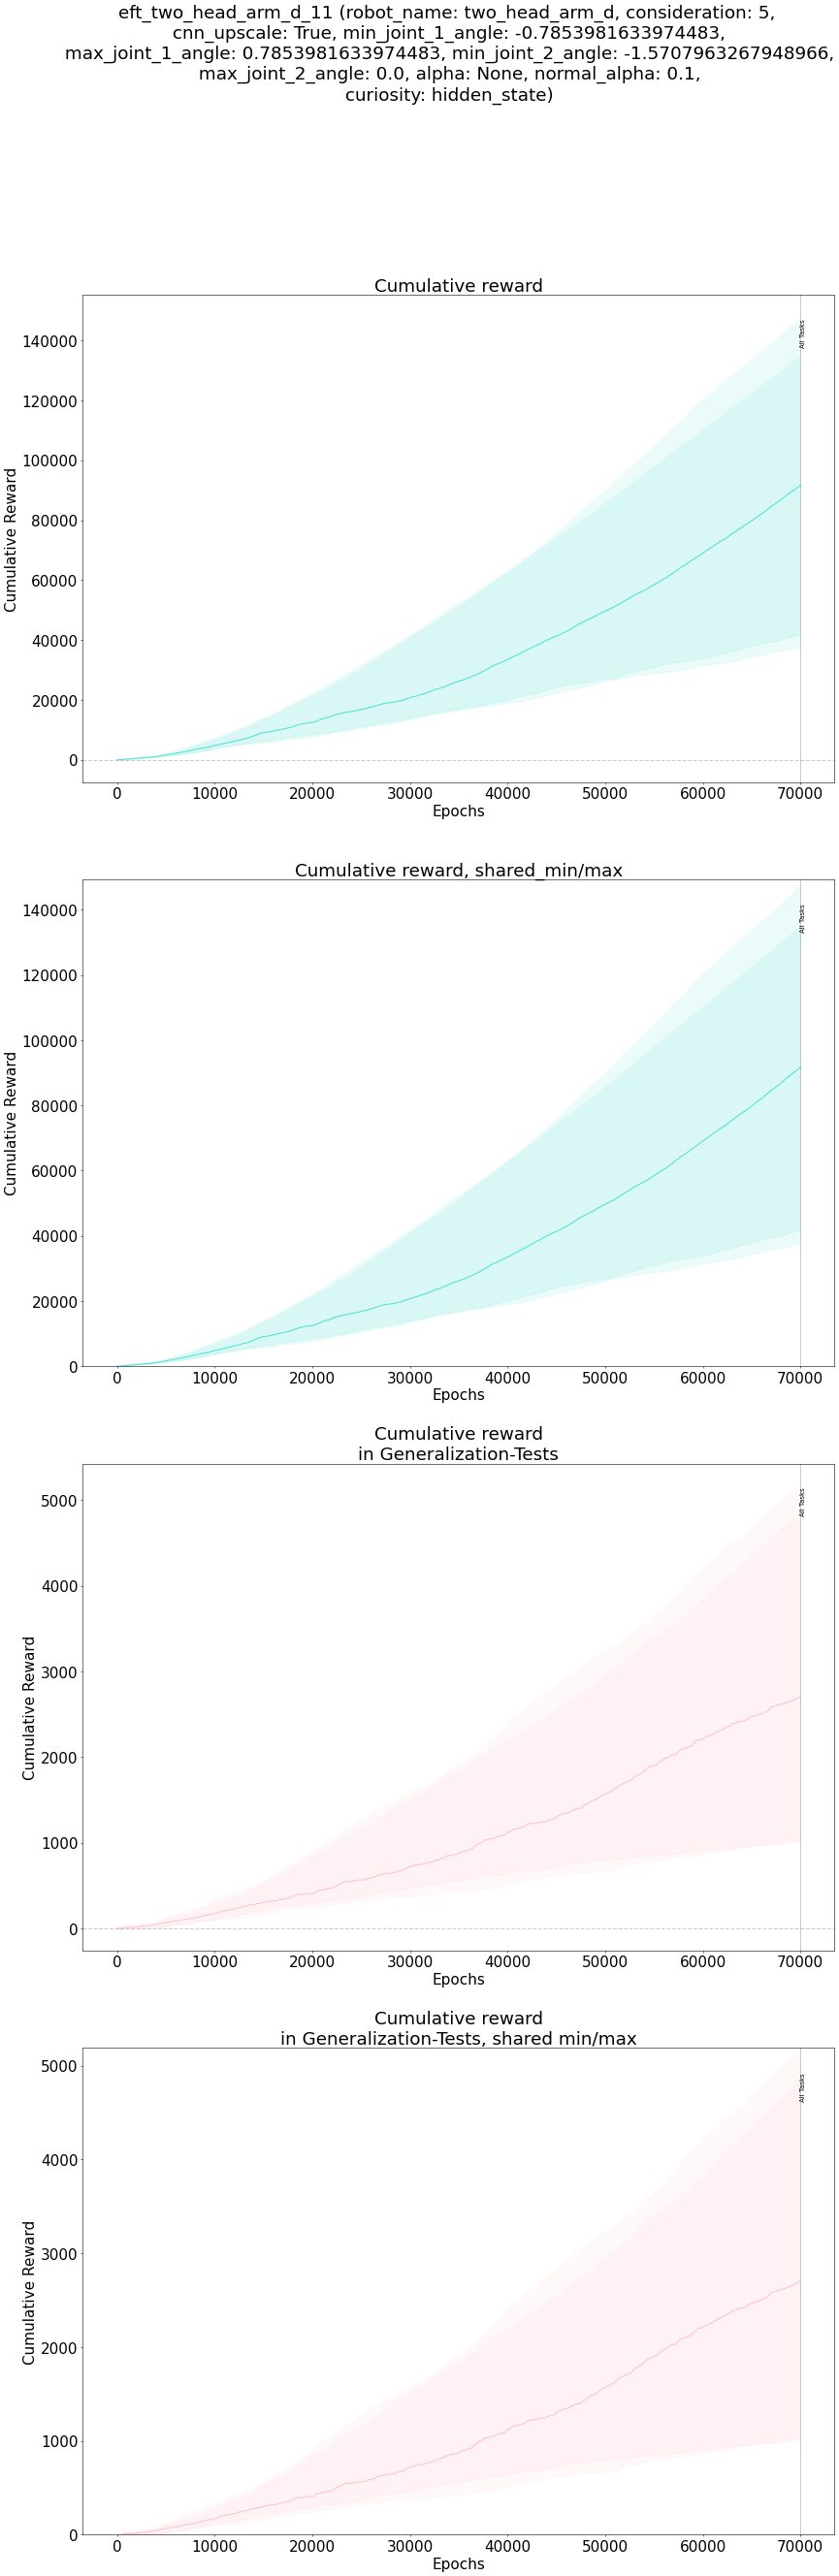 eft_two_head_arm_d_11 (robot_name: two_head_arm_d, consideration: 5,
cnn_upscale: True, min_joint_1_angle: -0.7853981633974483,
max_joint_1_angle: 0.7853981633974483, min_joint_2_angle: -1.5707963267948966,
max_joint_2_angle: 0.0, alpha: None, normal_alpha: 0.1,
curiosity: hidden_state)
Cumulative reward
140000
120000
100000
80000
60000
40000
20000
0
Cumulative Reward
All Tasks
0 10000 20000 30000 40000 50000 60000 70000
Epochs
Cumulative reward, shared_min/max
140000
120000
100000
80000
60000
40000
20000
0
Cumulative Reward
All Tasks
0 10000 20000 30000 40000 50000 60000 70000
Epochs
Cumulative reward
in Generalization-Tests
5000
4000
3000
2000
1000
0
Cumulative Reward
All Tasks
0 10000 20000 30000 40000 50000 60000 70000
Epochs
Cumulative reward
in Generalization-Tests, shared min/max
5000
4000
3000
2000
1000
0
Cumulative Reward
All Tasks
0 10000 20000 30000 40000 50000 60000 70000
Epochs